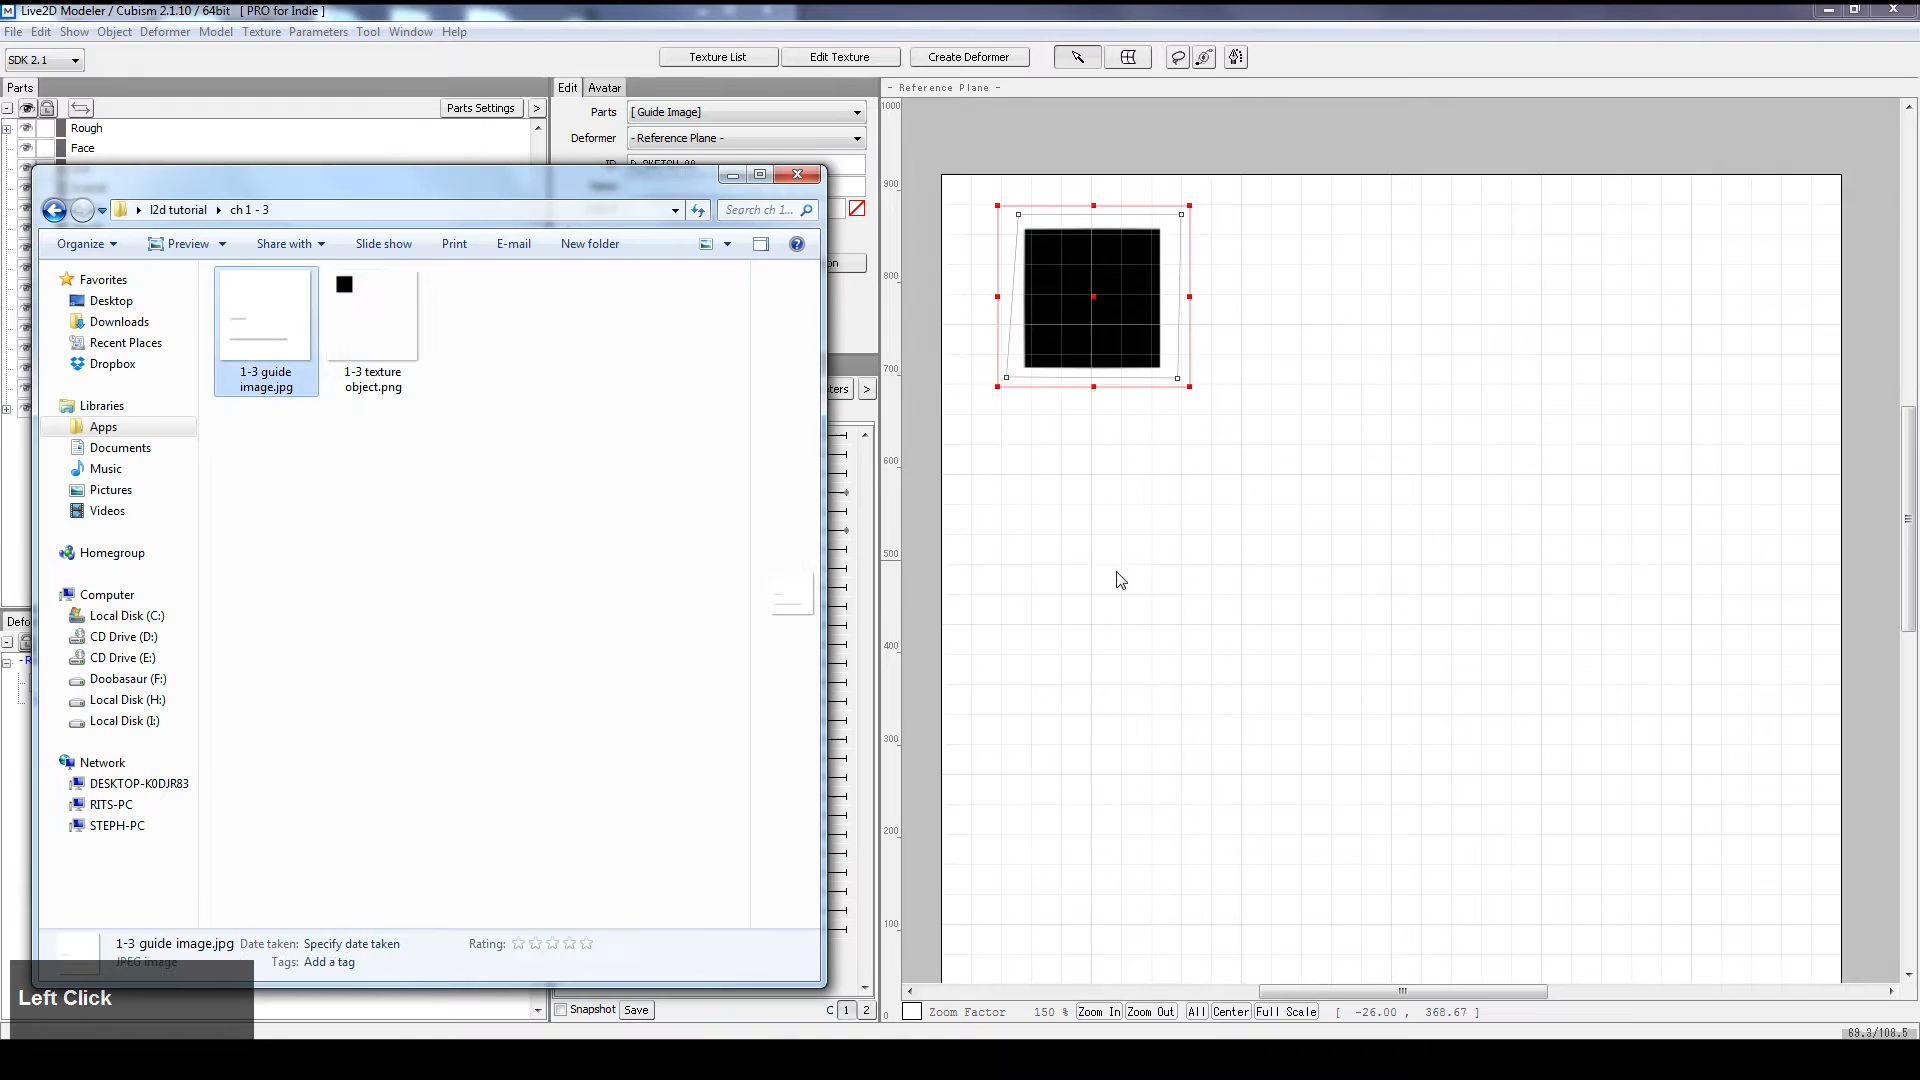 Live2D Modeler / Cubism 2.1.10 / 64bit [ PRO for Indie ]
File Edit Show Object Deformer Model Texture Parameters Tool Window Help
SDK 2.1
Texture List
Edit Texture
Create Deformer
Parts
Edit
Avatar
- Reference Plane -
Parts Settings
>
Parts
[ Guide Image]
Rough
Deformer
- Reference Plane -
Face
1000
900
800
700
600
500
400
300
200
100
0
l2d tutorial
ch 1 - 3
Search ch 1...
Organize
Preview
Share with
Slide show
Print
E-mail
New folder
Favorites
Desktop
Downloads
Recent Places
Dropbox
Libraries
Apps
Documents
Music
Pictures
Videos
Homegroup
Computer
Local Disk (C:)
CD Drive (D:)
CD Drive (E:)
Doobasaur (F:)
Local Disk (H:)
Local Disk (I:)
Network
DESKTOP-K0DJR83
RITS-PC
STEPH-PC
1-3 guide
image.jpg
1-3 texture
object.png
1-3 guide image.jpg
Date taken: Specify date taken
Rating:
JPEG image
Tags: Add a tag
Left Click
Snapshot
Save
C 1 2
Zoom Factor 150 %
Zoom In
Zoom Out
All
Center
Full Scale
[ -26.00 , 368.67 ]
69.3/108.5